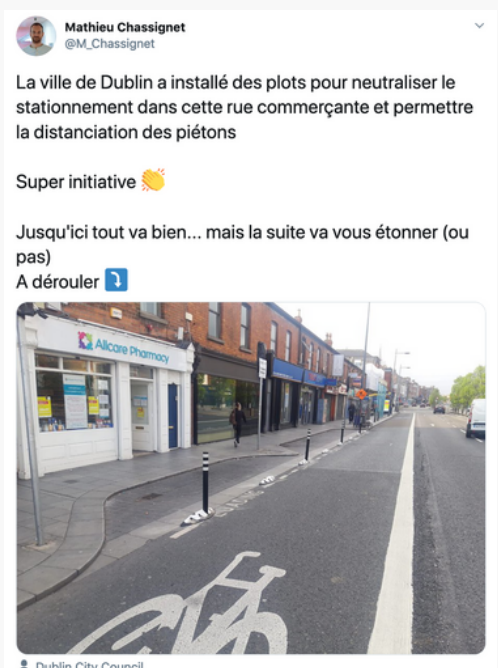 Mathieu Chassignet
@M_Chassignet
La ville de Dublin a installé des plots pour neutraliser le
stationnement dans cette rue commerçante et permettre
la distanciation des piétons
Super initiative 👏
Jusqu'ici tout va bien... mais la suite va vous étonner (ou
pas)
A dérouler ⤵️
Allcare Pharmacy
Dublin City Council